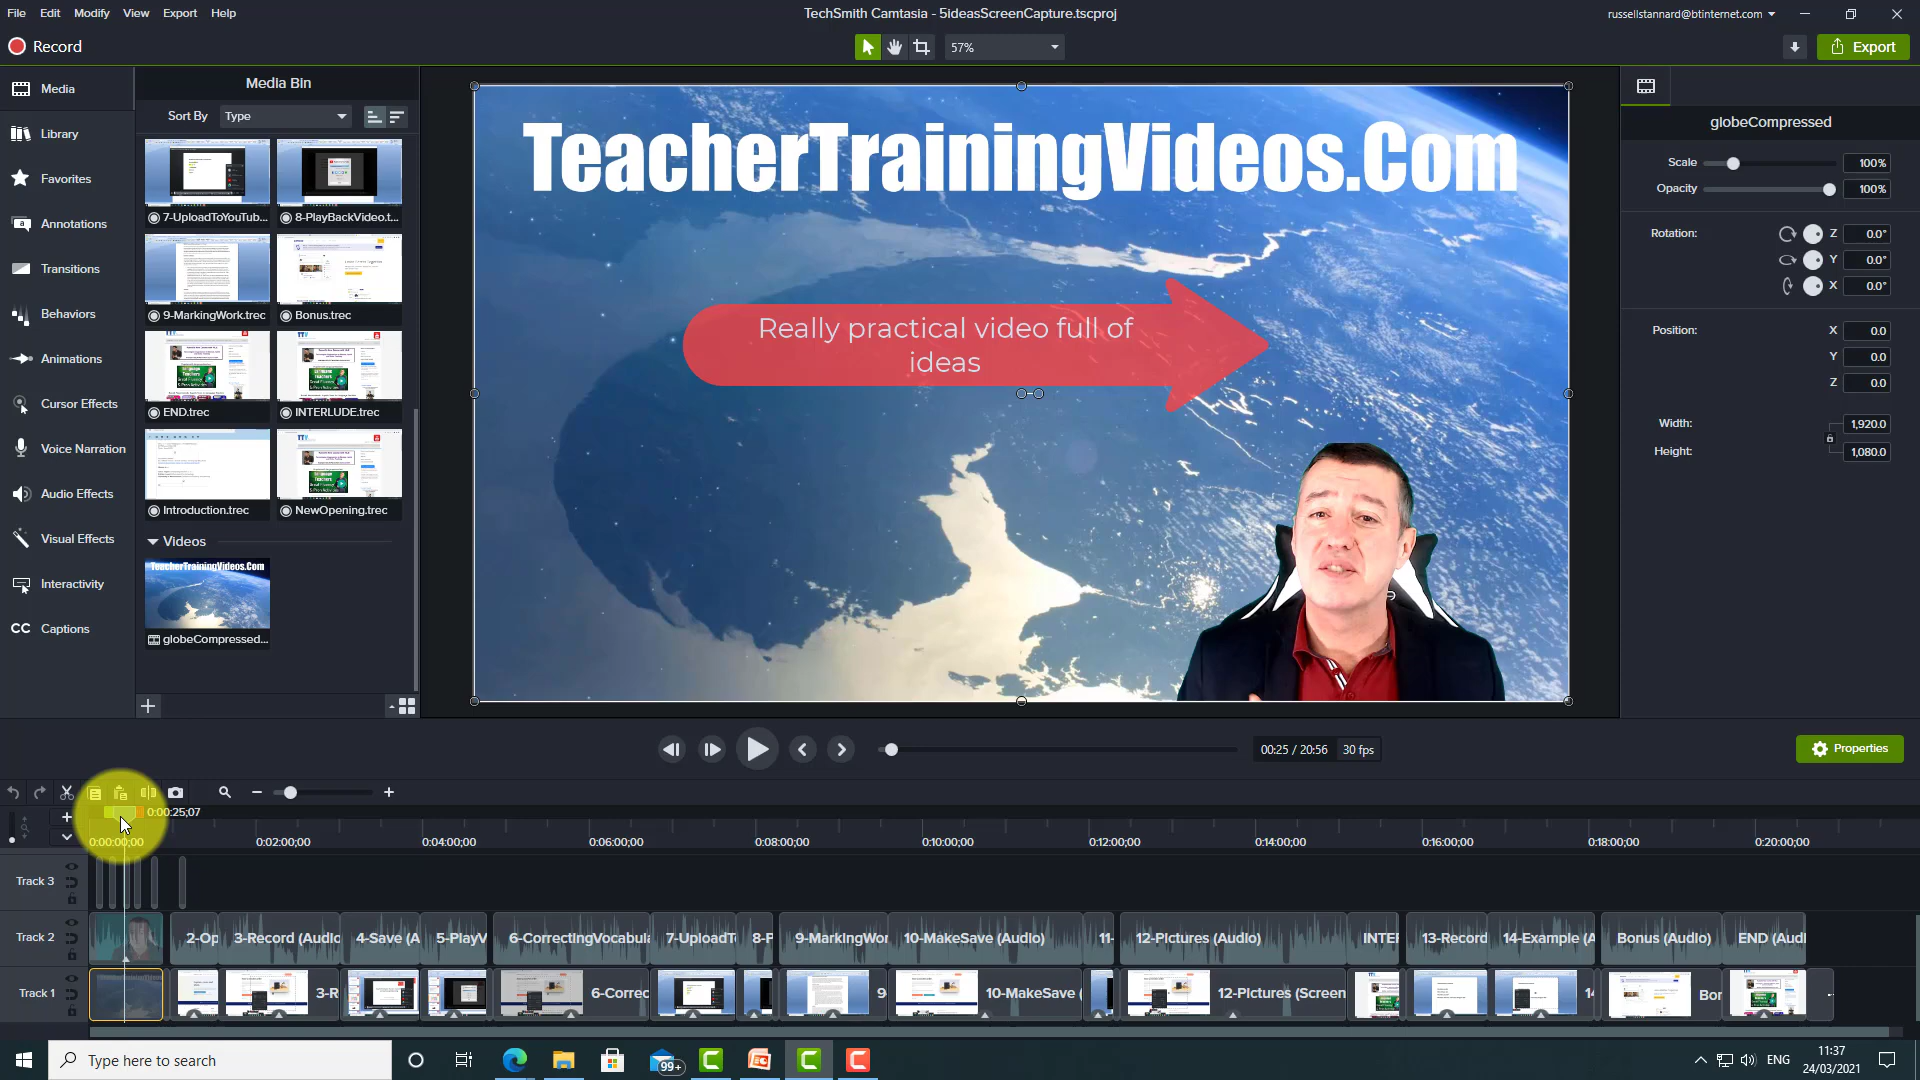 File Edit Modify View Export Help
TechSmith Camtasia - 5ideasScreenCapture.tscproj
russellstannard@btinternet.com
Record
57%
Export
Media
Library
Favorites
Annotations
Transitions
Behaviors
Animations
Cursor Effects
Voice Narration
Audio Effects
Visual Effects
Interactivity
CC Captions
Media Bin
Sort By Type
7-UploadToYouTub... 8-PlayBackVideo.t...
9-MarkingWork.trec Bonus.trec
END.trec INTERLUDE.trec
Introduction.trec NewOpening.trec
Videos
TeacherTrainingVideos.Com
globeCompressed...
TeacherTrainingVideos.Com
Really practical video full of
ideas
globeCompressed
Scale 100%
Opacity 100%
Rotation: Z 0.0°
Y 0.0°
X 0.0°
Position: X 0.0
Y 0.0
Z 0.0
Width: 1,920.0
Height: 1,080.0
00:25 / 20:56 30 fps
Properties
0:00:25;07
0:00:00;00 0:02:00;00 0:04:00;00 0:06:00;00 0:08:00;00 0:10:00;00 0:12:00;00 0:14:00;00 0:16:00;00 0:18:00;00 0:20:00;00
Track 3
Track 2 2-Op 3-Record (Audio 4-Save (A 5-PlayV 6-CorrectingVocabula 7-UploadT 8-P 9-MarkingWor 10-MakeSave (Audio) 11- 12-Pictures (Audio) INTE 13-Record 14-Example (A Bonus (Audio) END (Audi
Track 1 3-R 6-Correc 9 10-MakeSave ( 12-Pictures (Screen 14 Bor
Type here to search
99+
ENG
11:37
24/03/2021